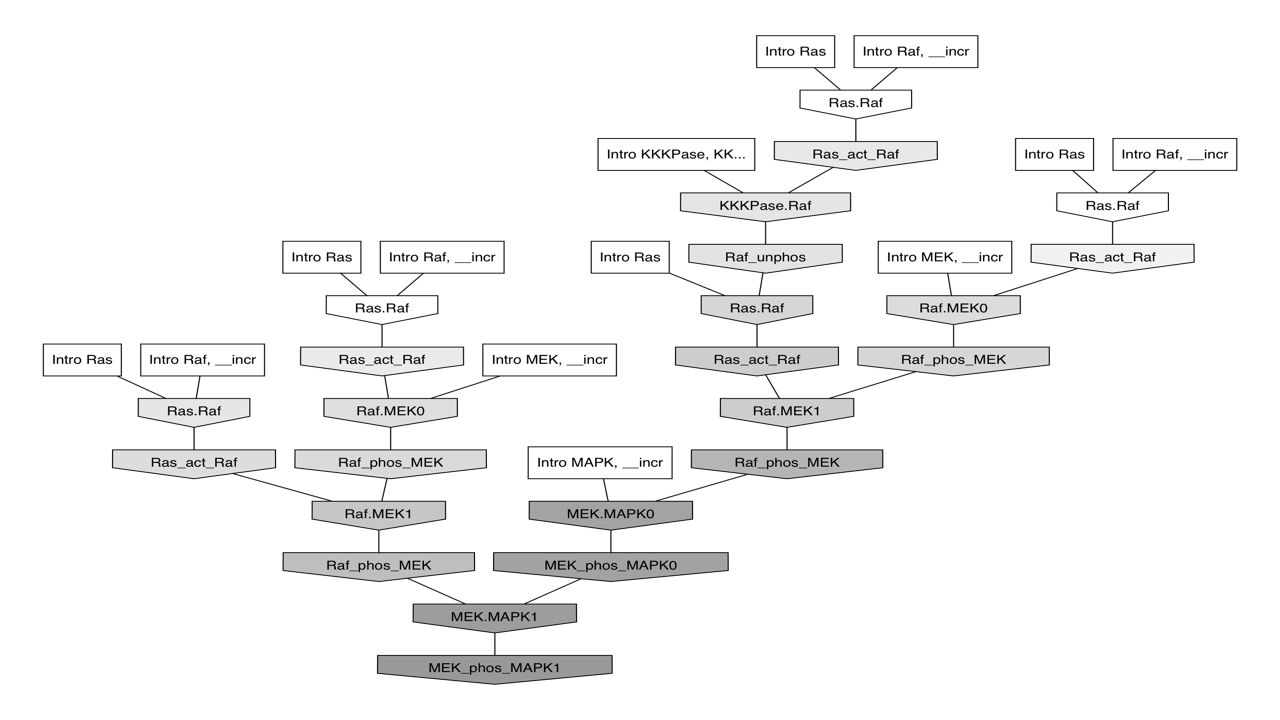 Intro Ras
Intro Raf, __incr
Ras.Raf
Intro KKKPase, KK...
Ras_act_Raf
Intro Ras
Intro Raf, __incr
KKKPase.Raf
Ras.Raf
Intro Ras
Intro Raf, __incr
Intro Ras
Raf_unphos
Intro MEK, __incr
Ras_act_Raf
Ras.Raf
Ras.Raf
Raf.MEK0
Intro Ras
Intro Raf, __incr
Ras_act_Raf
Intro MEK, __incr
Ras_act_Raf
Raf_phos_MEK
Ras.Raf
Raf.MEK0
Raf.MEK1
Ras_act_Raf
Raf_phos_MEK
Intro MAPK, __incr
Raf_phos_MEK
Raf.MEK1
MEK.MAPK0
Raf_phos_MEK
MEK_phos_MAPK0
MEK.MAPK1
MEK_phos_MAPK1